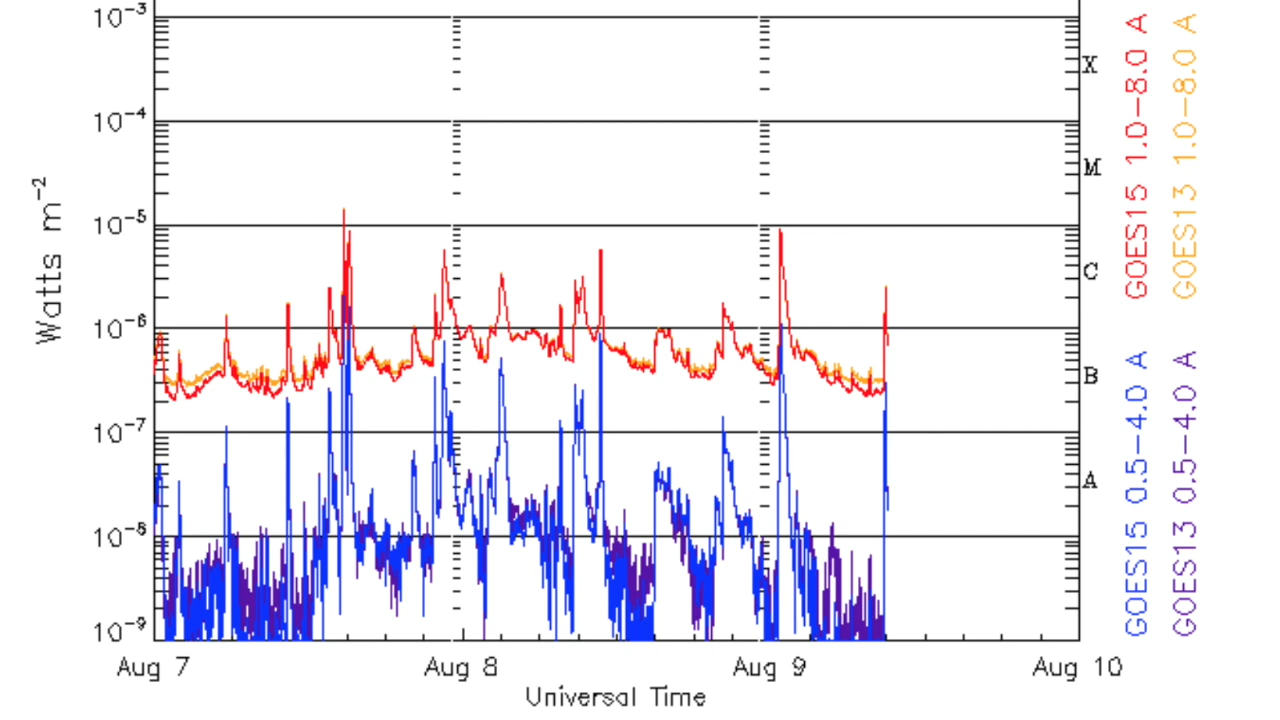 10−3
10−4
10−5
10−6
10−7
10−8
10−9
Watts m−2
X
M
C
B
A
Aug 7
Aug 8
Aug 9
Aug 10
Universal Time
GOES15 1.0−8.0 A
GOES13 1.0−8.0 A
GOES15 0.5−4.0 A
GOES13 0.5−4.0 A